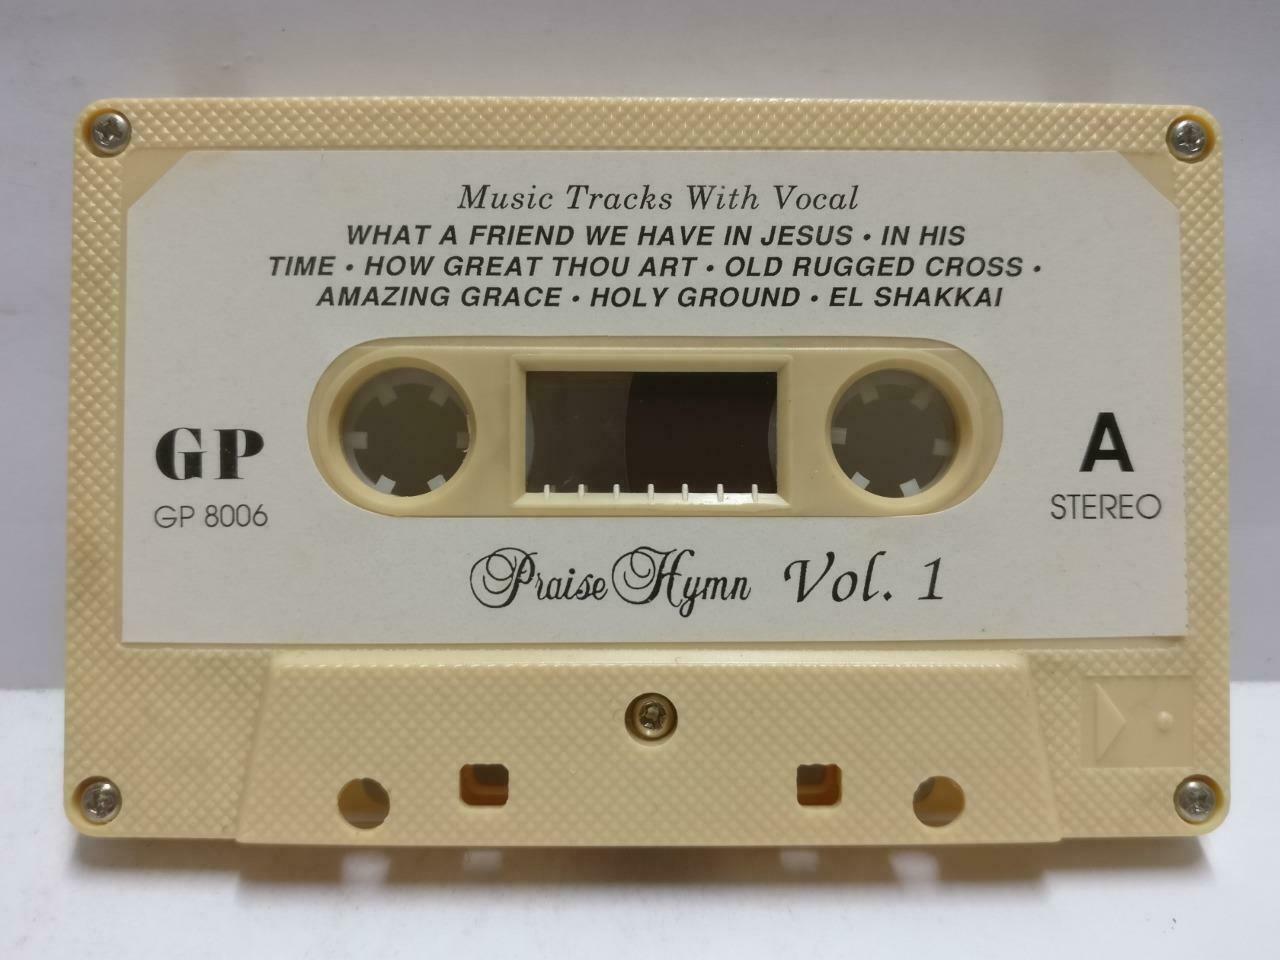 Music Tracks With Vocal
WHAT A FRIEND WE HAVE IN JESUS • IN HIS
TIME • HOW GREAT THOU ART • OLD RUGGED CROSS •
AMAZING GRACE • HOLY GROUND • EL SHAKKAI
GP
GP 8006
A
STEREO
Praise Hymn Vol. 1